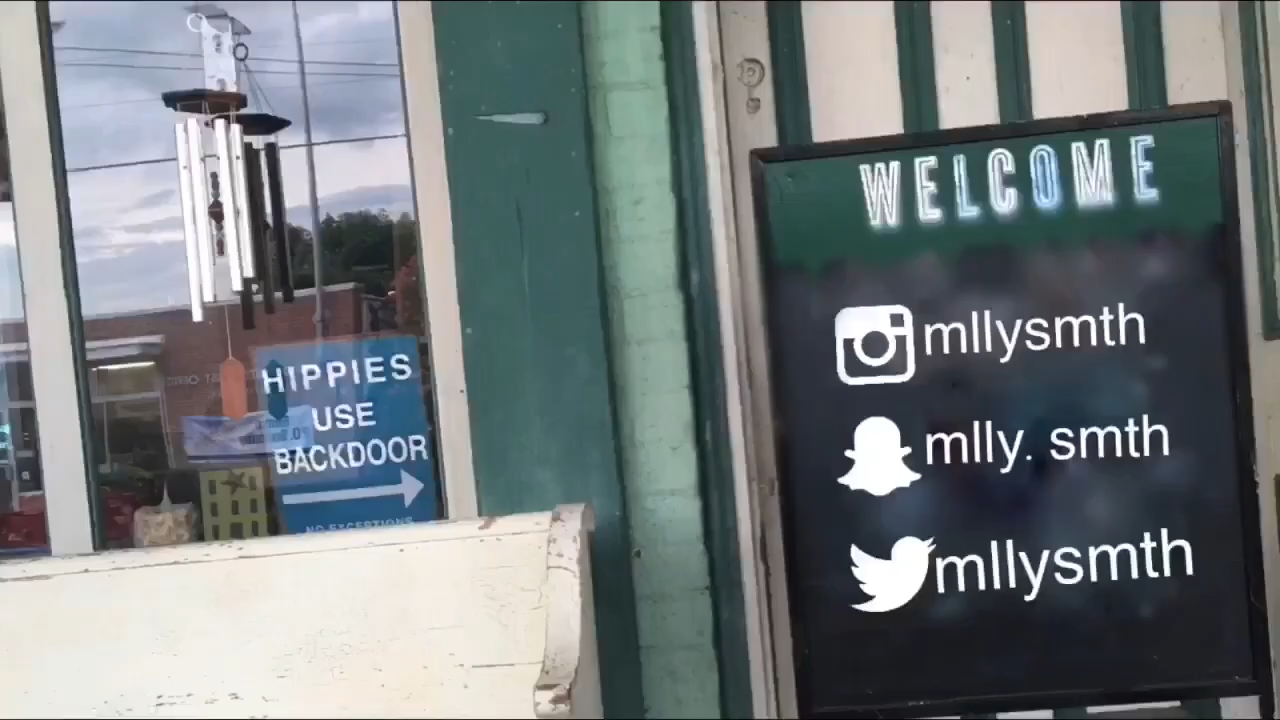 HIPPIES
USE
BACKDOOR
NO EXCEPTIONS
WELCOME
mllysmth
mlly. smth
mllysmth